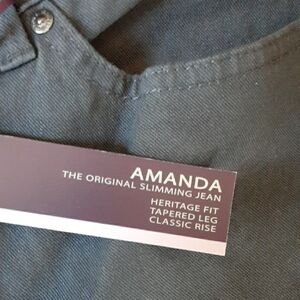 AMANDA
THE ORIGINAL SLIMMING JEAN
HERITAGE FIT
TAPERED LEG
CLASSIC RISE